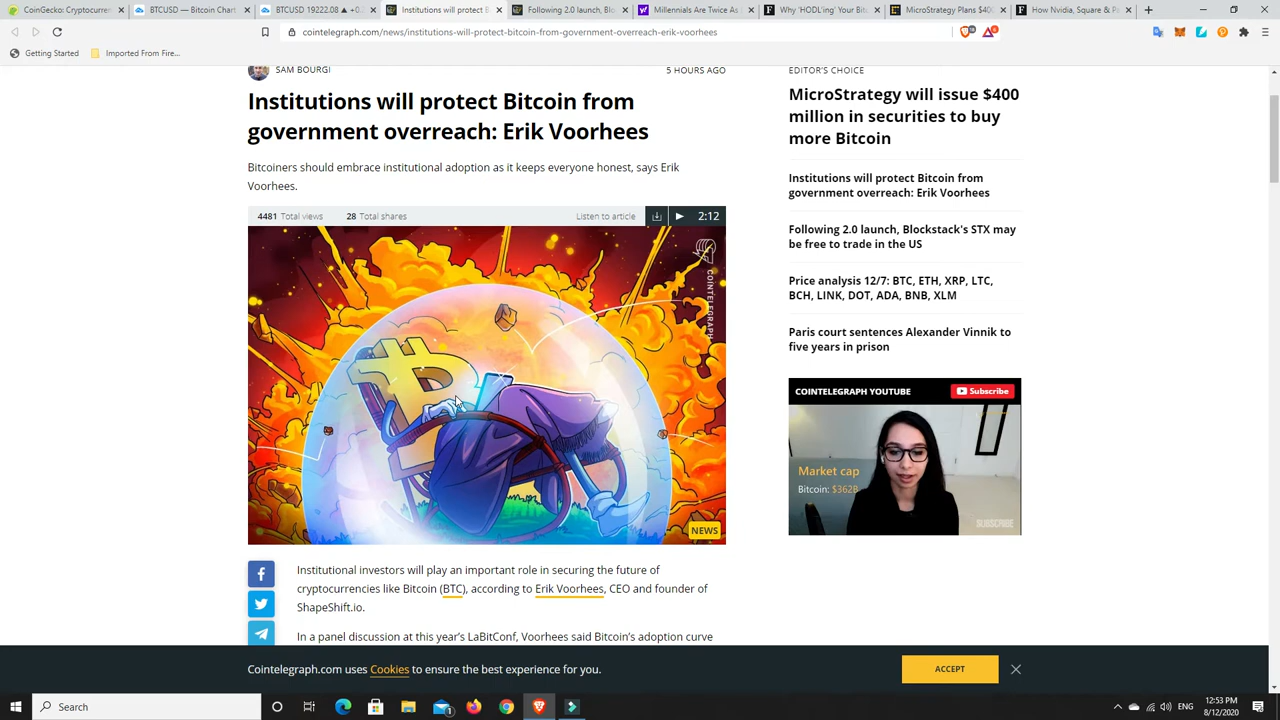 CoinGecko: Cryptocurren
BTCUSD — Bitcoin Chart
BTCUSD 19222.08 ▲ +0.
Institutions will protect B
Following 2.0 launch, Blo
Millennials Are Twice As
Why 'HODL'ing' Your Bit
MicroStrategy Plans $400
How Nvidia, Square & Pa
cointelegraph.com/news/institutions-will-protect-bitcoin-from-government-overreach-erik-voorhees
Getting Started
Imported From Fire...
SAM BOURGI
5 HOURS AGO
Institutions will protect Bitcoin from
government overreach: Erik Voorhees
Bitcoiners should embrace institutional adoption as it keeps everyone honest, says Erik
Voorhees.
4481 Total views
28 Total shares
Listen to article
2:12
COINTELEGRAPH
NEWS
Institutional investors will play an important role in securing the future of
cryptocurrencies like Bitcoin (BTC), according to Erik Voorhees, CEO and founder of
ShapeShift.io.
In a panel discussion at this year's LaBitConf, Voorhees said Bitcoin's adoption curve
EDITOR'S CHOICE
MicroStrategy will issue $400
million in securities to buy
more Bitcoin
Institutions will protect Bitcoin from
government overreach: Erik Voorhees
Following 2.0 launch, Blockstack's STX may
be free to trade in the US
Price analysis 12/7: BTC, ETH, XRP, LTC,
BCH, LINK, DOT, ADA, BNB, XLM
Paris court sentences Alexander Vinnik to
five years in prison
COINTELEGRAPH YOUTUBE
Subscribe
Market cap
Bitcoin: $362B
SUBSCRIBE
Cointelegraph.com uses Cookies to ensure the best experience for you.
ACCEPT
Search
ENG
12:53 PM
8/12/2020